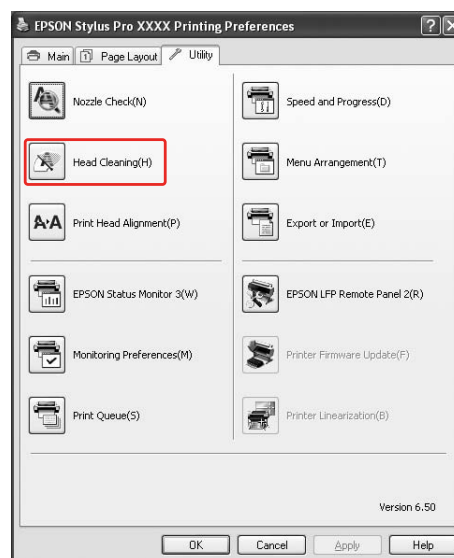 EPSON Stylus Pro XXXX Printing Preferences
Main
Page Layout
Utility
Nozzle Check(N)
Speed and Progress(D)
Head Cleaning(H)
Menu Arrangement(T)
A A Print Head Alignment(P)
Export or Import(E)
EPSON Status Monitor 3(W)
EPSON LFP Remote Panel 2(R)
Monitoring Preferences(M)
Printer Firmware Update(F)
Print Queue(S)
Printer Linearization(B)
Version 6.50
OK
Cancel
Apply
Help